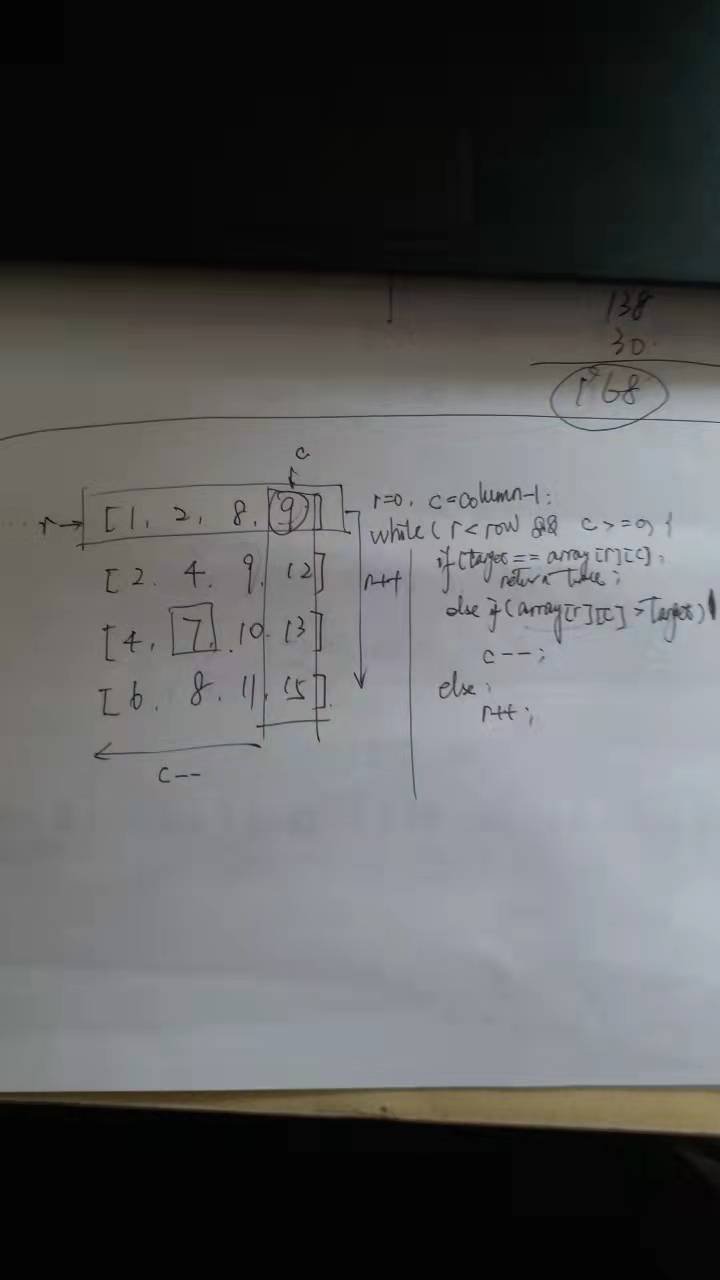 138
30
168
c
r→ [1, 2, 8, 9]
[2. 4. 9. 12]
[4, 7, 10. 13]
[6. 8. 11. 15].
r++
c--
r=0, c=column-1;
while(r<row && c>=0){
if(target == array[r][c].
return true;
else if(array[r][c]>Target)
c--;
else;
r++;